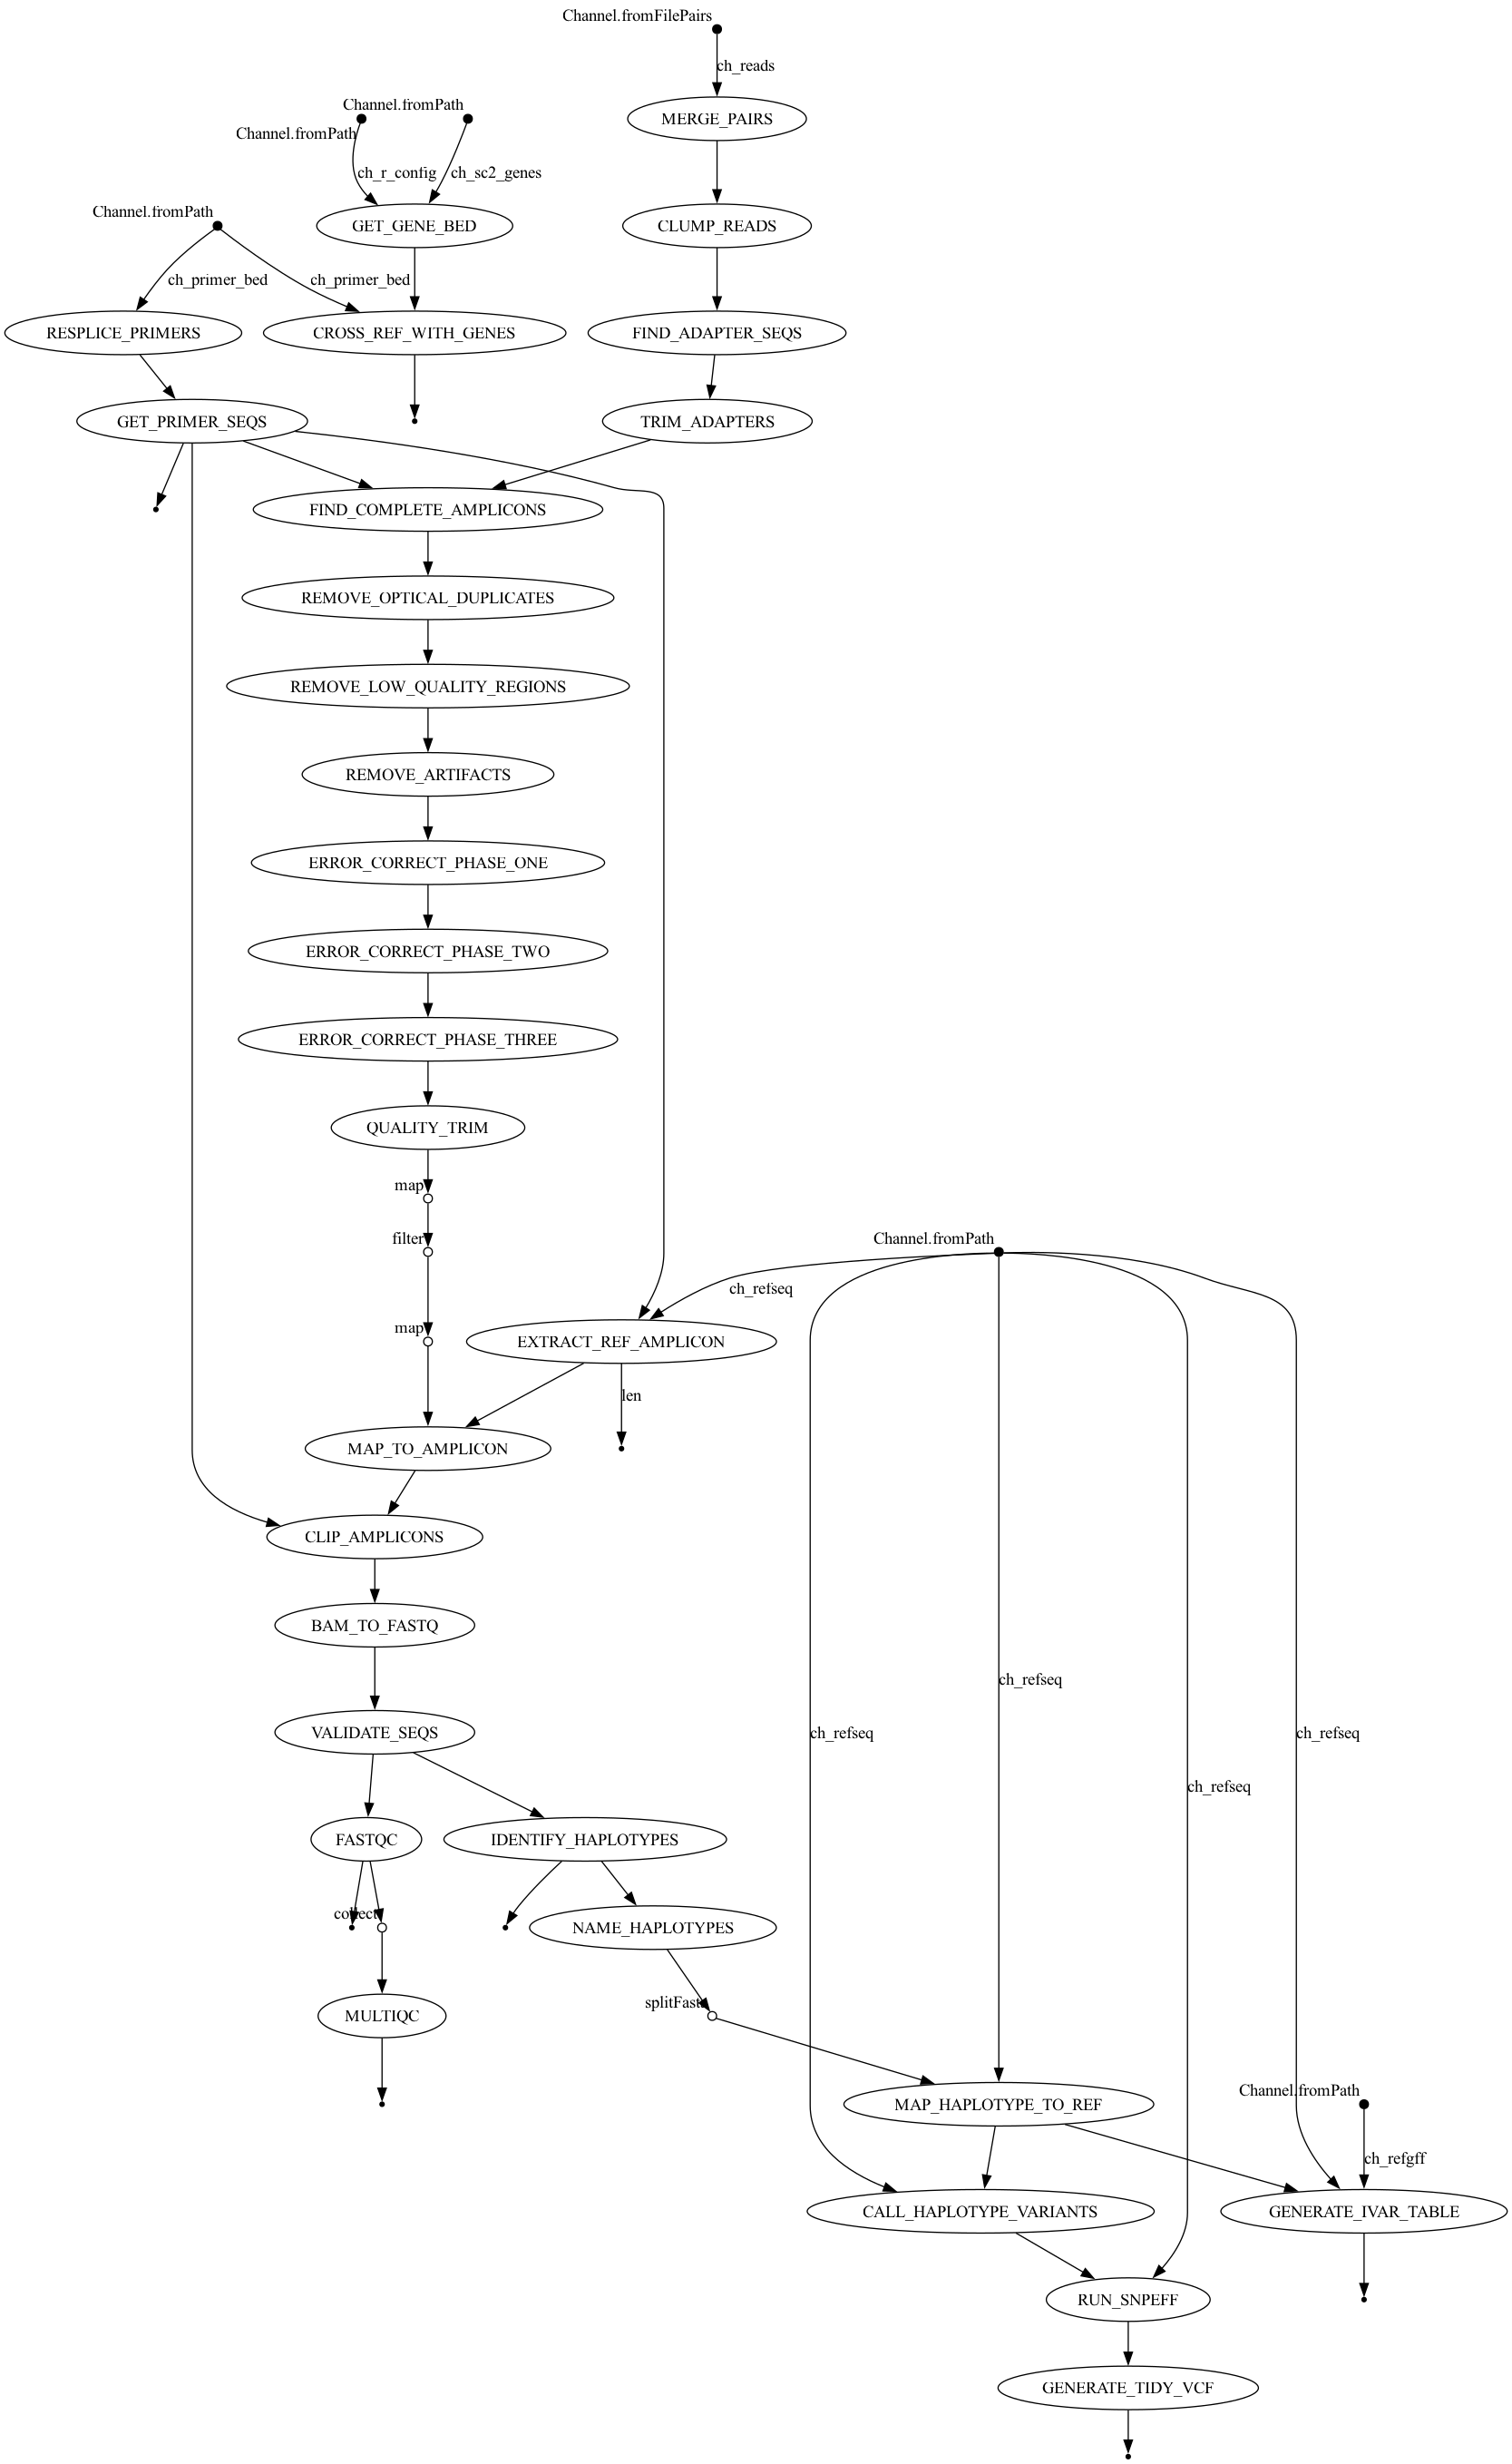 Channel.fromFilePairs
ch_reads
MERGE_PAIRS
Channel.fromPath
Channel.fromPath
ch_r_config
ch_sc2_genes
Channel.fromPath
GET_GENE_BED
CLUMP_READS
ch_primer_bed
ch_primer_bed
RESPLICE_PRIMERS
CROSS_REF_WITH_GENES
FIND_ADAPTER_SEQS
GET_PRIMER_SEQS
TRIM_ADAPTERS
FIND_COMPLETE_AMPLICONS
REMOVE_OPTICAL_DUPLICATES
REMOVE_LOW_QUALITY_REGIONS
REMOVE_ARTIFACTS
ERROR_CORRECT_PHASE_ONE
ERROR_CORRECT_PHASE_TWO
ERROR_CORRECT_PHASE_THREE
QUALITY_TRIM
map
filter
Channel.fromPath
ch_refseq
map
EXTRACT_REF_AMPLICON
len
MAP_TO_AMPLICON
CLIP_AMPLICONS
BAM_TO_FASTQ
ch_refseq
VALIDATE_SEQS
ch_refseq
ch_refseq
ch_refseq
FASTQC
IDENTIFY_HAPLOTYPES
collect
NAME_HAPLOTYPES
splitFasta
MULTIQC
Channel.fromPath
MAP_HAPLOTYPE_TO_REF
ch_refgff
CALL_HAPLOTYPE_VARIANTS
GENERATE_IVAR_TABLE
RUN_SNPEFF
GENERATE_TIDY_VCF